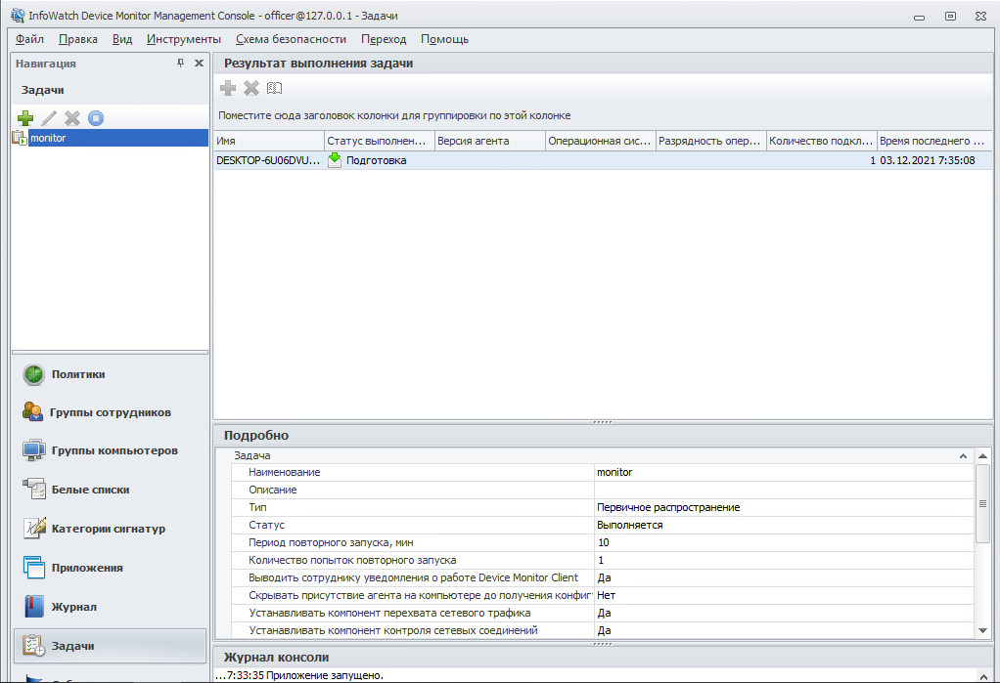 InfoWatch Device Monitor Management Console - officer@127.0.0.1 - Задачи
Файл Правка Вид Инструменты Схема безопасности Переход Помощь
Навигация
Задачи
monitor
Политики
Группы сотрудников
Группы компьютеров
Белые списки
Категории сигнатур
Приложения
Журнал
Задачи
Результат выполнения задачи
Поместите сюда заголовок колонки для группировки по этой колонке
Имя Статус выполнен... Версия агента Операционная сис... Разрядность опер... Количество подкл... Время последнего ...
DESKTOP-6U06DVU... Подготовка 1 03.12.2021 7:35:08
Подробно
Задача
Наименование monitor
Описание
Тип Первичное распространение
Статус Выполняется
Период повторного запуска, мин 10
Количество попыток повторного запуска 1
Выводить сотруднику уведомления о работе Device Monitor Client Да
Скрывать присутствие агента на компьютере до получения конфиг Нет
Устанавливать компонент перехвата сетевого трафика Да
Устанавливать компонент контроля сетевых соединений Да
Журнал консоли
...7:33:35 Приложение запущено.